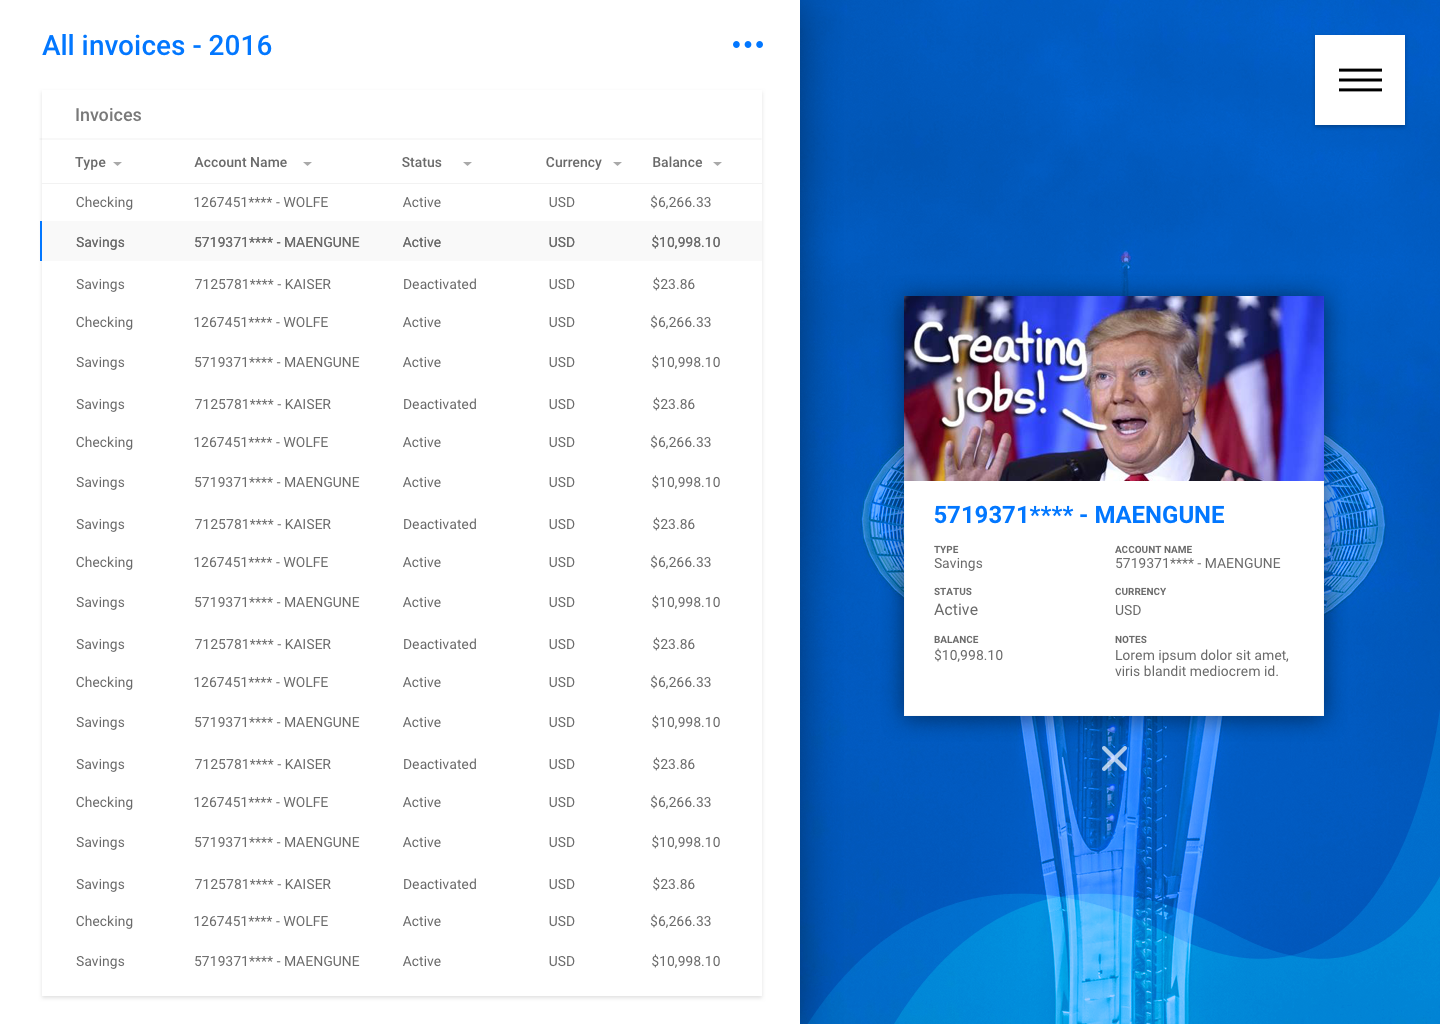 All invoices - 2016
Invoices
Type Account Name Status Currency Balance
Checking 1267451**** - WOLFE Active USD $6,266.33
Savings 5719371**** - MAENGUNE Active USD $10,998.10
Savings 7125781**** - KAISER Deactivated USD $23.86
Checking 1267451**** - WOLFE Active USD $6,266.33
Savings 5719371**** - MAENGUNE Active USD $10,998.10
Savings 7125781**** - KAISER Deactivated USD $23.86
Checking 1267451**** - WOLFE Active USD $6,266.33
Savings 5719371**** - MAENGUNE Active USD $10,998.10
Savings 7125781**** - KAISER Deactivated USD $23.86
Checking 1267451**** - WOLFE Active USD $6,266.33
Savings 5719371**** - MAENGUNE Active USD $10,998.10
Savings 7125781**** - KAISER Deactivated USD $23.86
Checking 1267451**** - WOLFE Active USD $6,266.33
Savings 5719371**** - MAENGUNE Active USD $10,998.10
Savings 7125781**** - KAISER Deactivated USD $23.86
Checking 1267451**** - WOLFE Active USD $6,266.33
Savings 5719371**** - MAENGUNE Active USD $10,998.10
Savings 7125781**** - KAISER Deactivated USD $23.86
Checking 1267451**** - WOLFE Active USD $6,266.33
Savings 5719371**** - MAENGUNE Active USD $10,998.10
Creating
jobs!
5719371**** - MAENGUNE
TYPE ACCOUNT NAME
Savings 5719371**** - MAENGUNE
STATUS CURRENCY
Active USD
BALANCE NOTES
$10,998.10 Lorem ipsum dolor sit amet,
viris blandit mediocrem id.